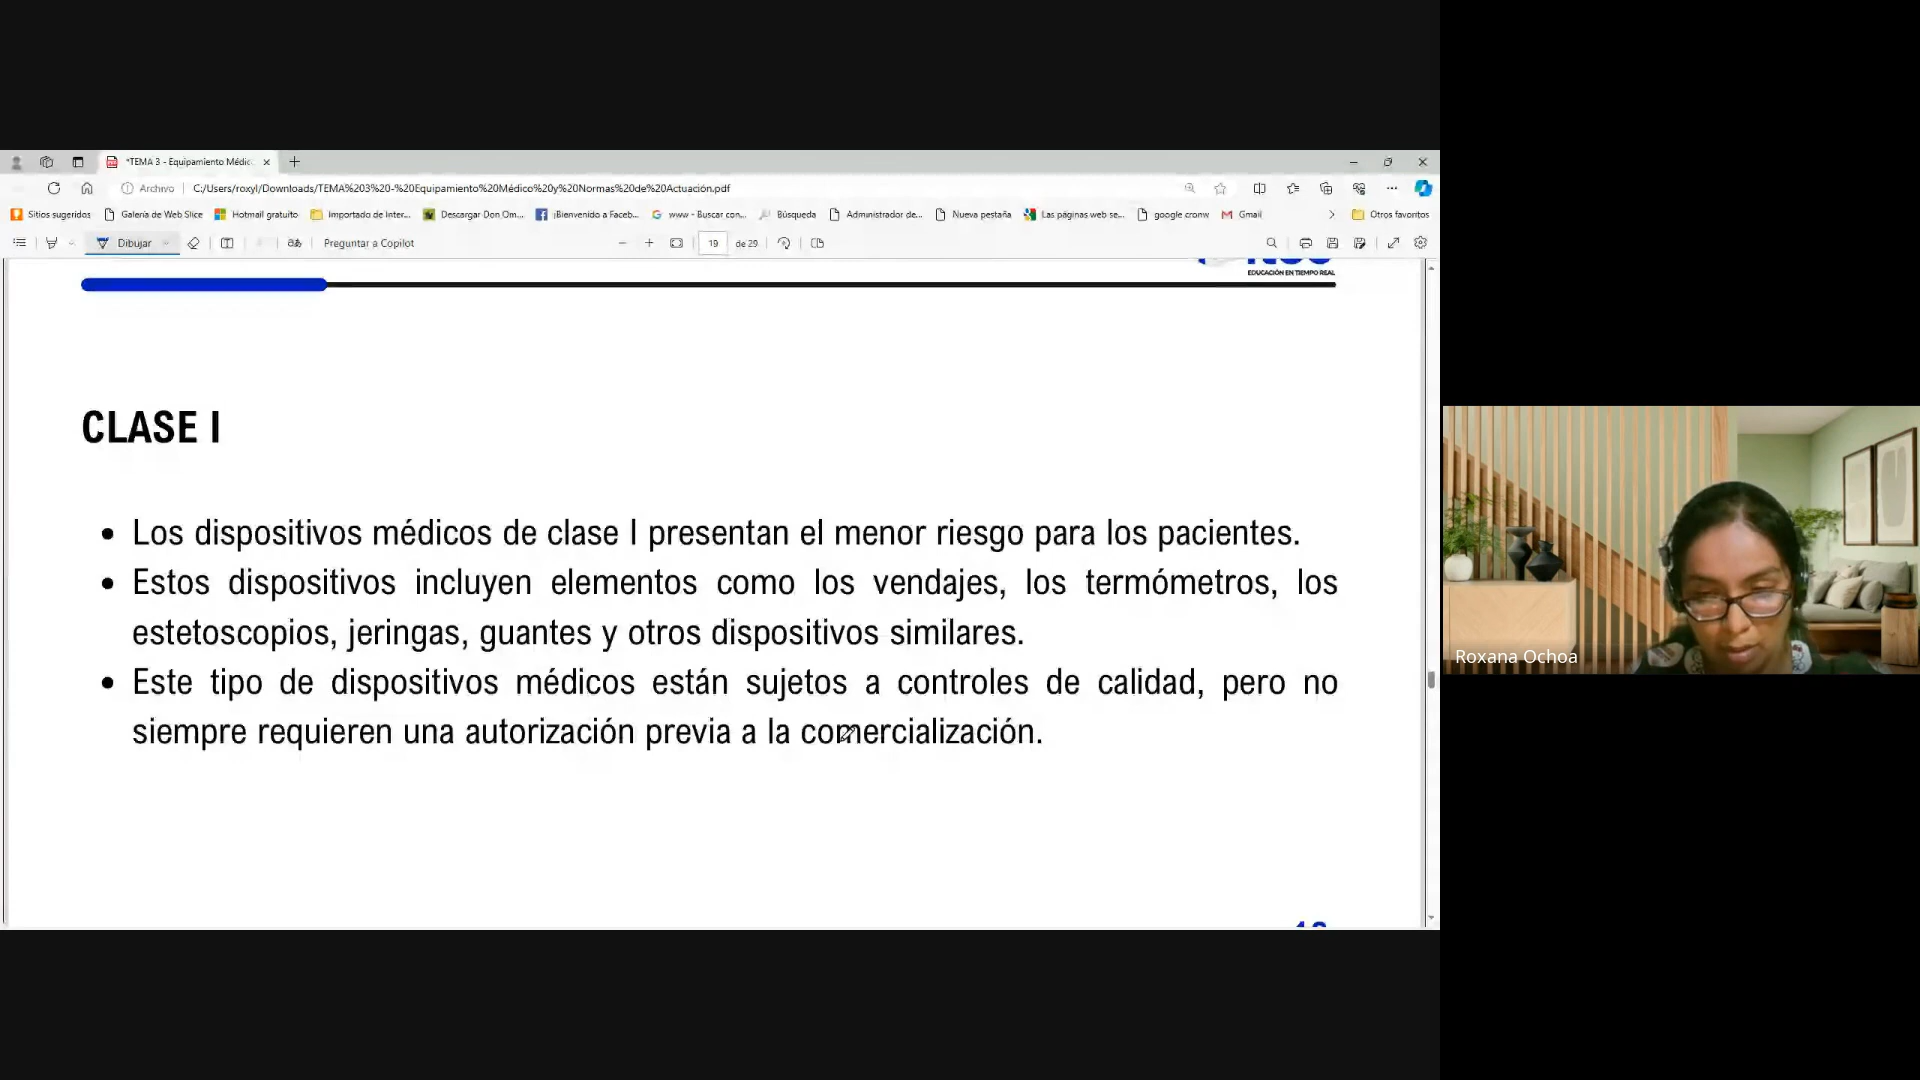 *TEMA 3 - Equipamiento Médic
Archivo C:/Users/roxyl/Downloads/TEMA%203%20-%20Equipamiento%20Médico%20y%20Normas%20de%20Actuación.pdf
Sitios sugeridos Galería de Web Slice Hotmail gratuito Importado de Inter... Descargar Don Om... ¡Bienvenido a Faceb... www - Buscar con... Búsqueda Administrador de... Nueva pestaña Las páginas web se... google cromw Gmail Otros favoritos
Dibujar Preguntar a Copilot 19 de 29
EDUCACIÓN EN TIEMPO REAL
CLASE I
• Los dispositivos médicos de clase I presentan el menor riesgo para los pacientes.
• Estos dispositivos incluyen elementos como los vendajes, los termómetros, los
estetoscopios, jeringas, guantes y otros dispositivos similares.
• Este tipo de dispositivos médicos están sujetos a controles de calidad, pero no
siempre requieren una autorización previa a la comercialización.
Roxana Ochoa